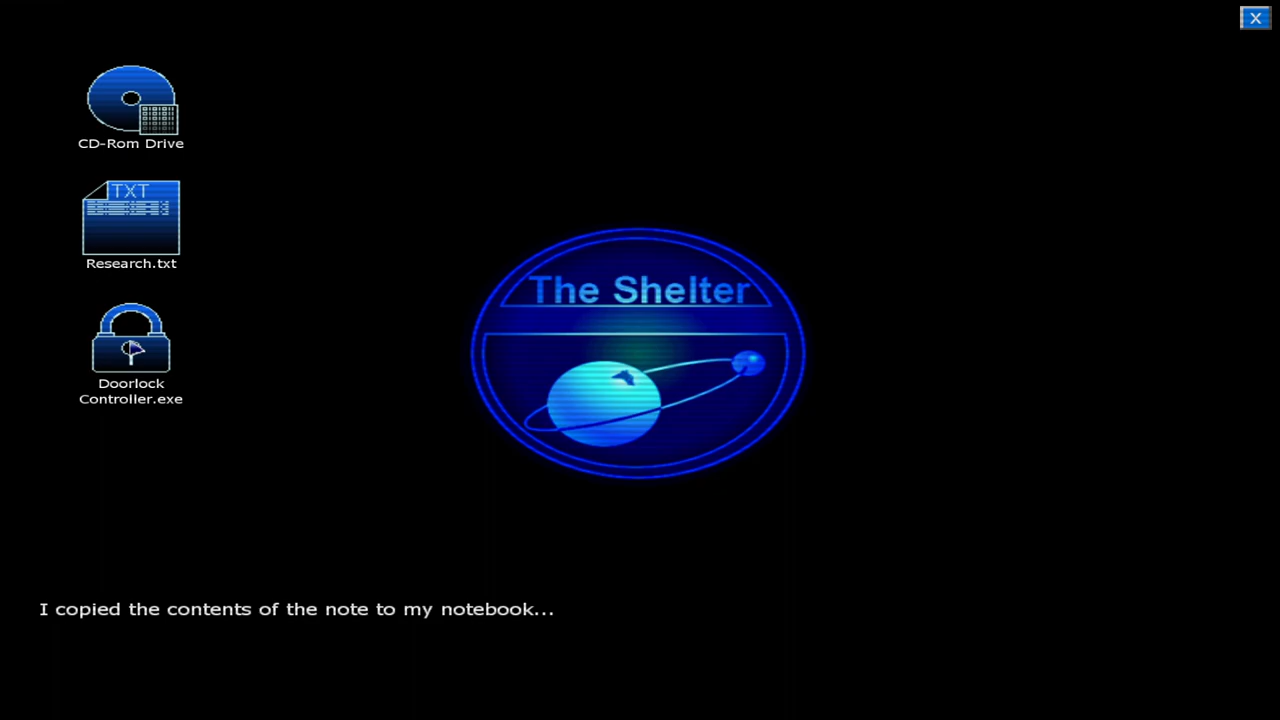 X
CD-Rom Drive
TXT
Research.txt
Doorlock
Controller.exe
The Shelter
I copied the contents of the note to my notebook...